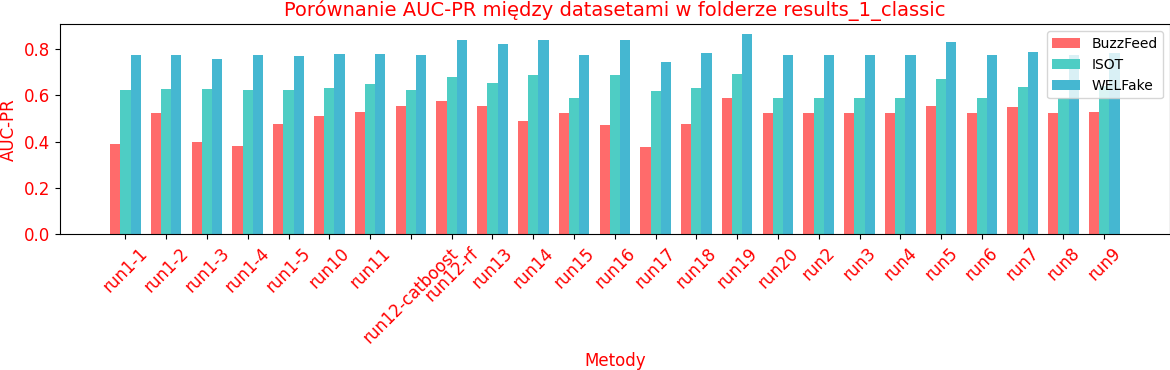 Porównanie AUC-PR między datasetami w folderze results_1_classic
AUC-PR
0.8
0.6
0.4
0.2
0.0
BuzzFeed
ISOT
WELFake
run1-1
run1-2
run1-3
run1-4
run1-5
run10
run11
run12-catboost
run12-rf
run13
run14
run15
run16
run17
run18
run19
run20
run2
run3
run4
run5
run6
run7
run8
run9
Metody